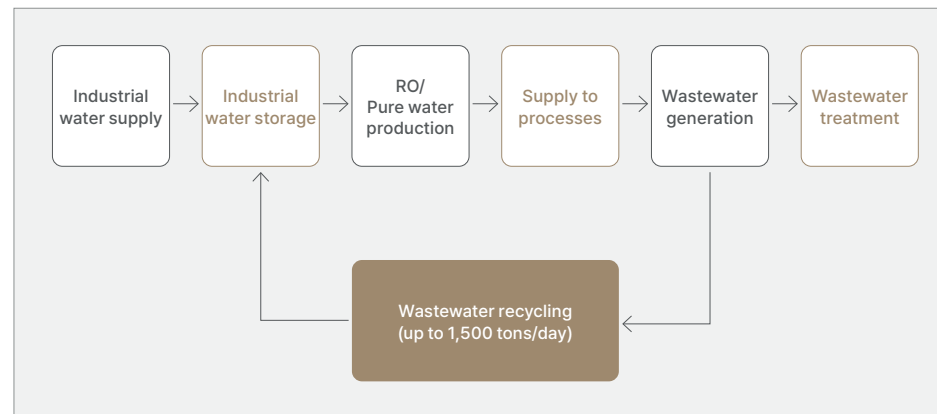 Industrial
water supply
Industrial
water storage
RO/
Pure water
production
Supply to
processes
Wastewater
generation
Wastewater
treatment
Wastewater recycling
(up to 1,500 tons/day)